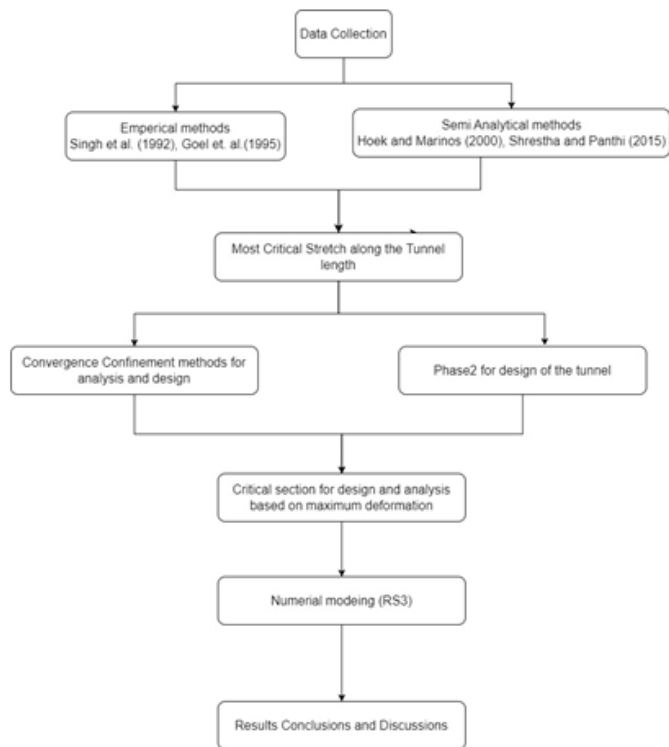 Data Collection
Emperical methods
Singh et al. (1992), Goel et. al.(1995)
Semi Analytical methods
Hoek and Marinos (2000), Shrestha and Panthi (2015)
Most Critical Stretch along the Tunnel
length
Convergence Confinement methods for
analysis and design
Phase2 for design of the tunnel
Critical section for design and analysis
based on maximum deformation
Numerial modeing (RS3)
Results Conclusions and Discussions